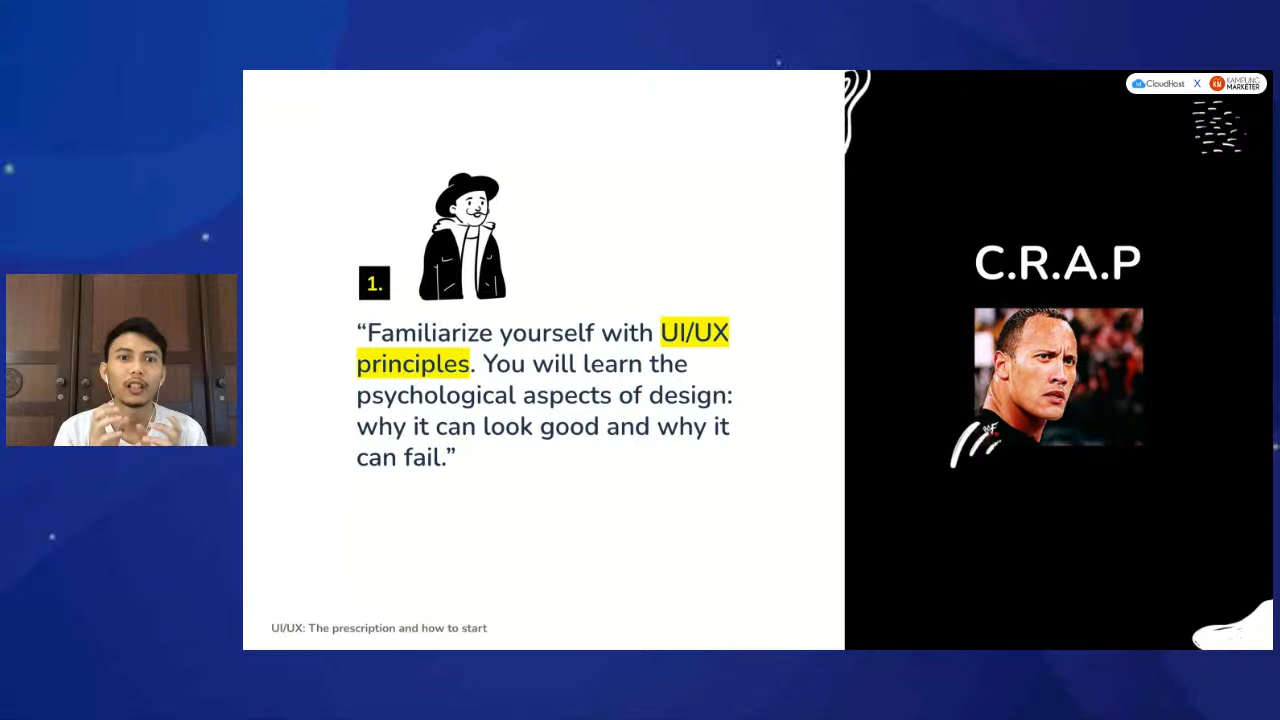 CloudHost X KAMPUNG MARKETER
C.R.A.P
1.
“Familiarize yourself with UI/UX
principles. You will learn the
psychological aspects of design:
why it can look good and why it
can fail.”
UI/UX: The prescription and how to start